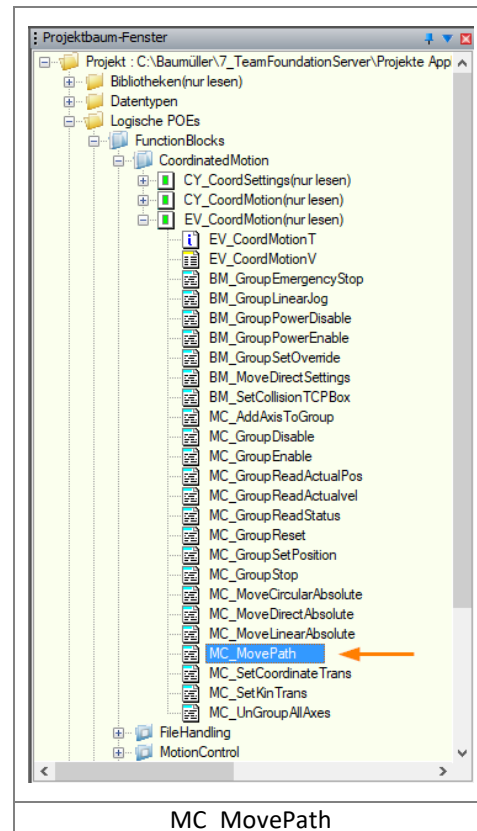 Projektbaum-Fenster
Projekt : C:\Baumüller\7_TeamFoundationServer\Projekte App
Bibliotheken(nur lesen)
Datentypen
Logische POEs
FunctionBlocks
CoordinatedMotion
CY_CoordSettings(nur lesen)
CY_CoordMotion(nur lesen)
EV_CoordMotion(nur lesen)
EV_CoordMotionT
EV_CoordMotionV
BM_GroupEmergencyStop
BM_GroupLinearJog
BM_GroupPowerDisable
BM_GroupPowerEnable
BM_GroupSetOverride
BM_MoveDirectSettings
BM_SetCollisionTCPBox
MC_AddAxisToGroup
MC_GroupDisable
MC_GroupEnable
MC_GroupReadActualPos
MC_GroupReadActualvel
MC_GroupReadStatus
MC_GroupReset
MC_GroupSetPosition
MC_GroupStop
MC_MoveCircularAbsolute
MC_MoveDirectAbsolute
MC_MoveLinearAbsolute
MC_MovePath
MC_SetCoordinateTrans
MC_SetKinTrans
MC_UnGroupAllAxes
FileHandling
MotionControl
MC_MovePath